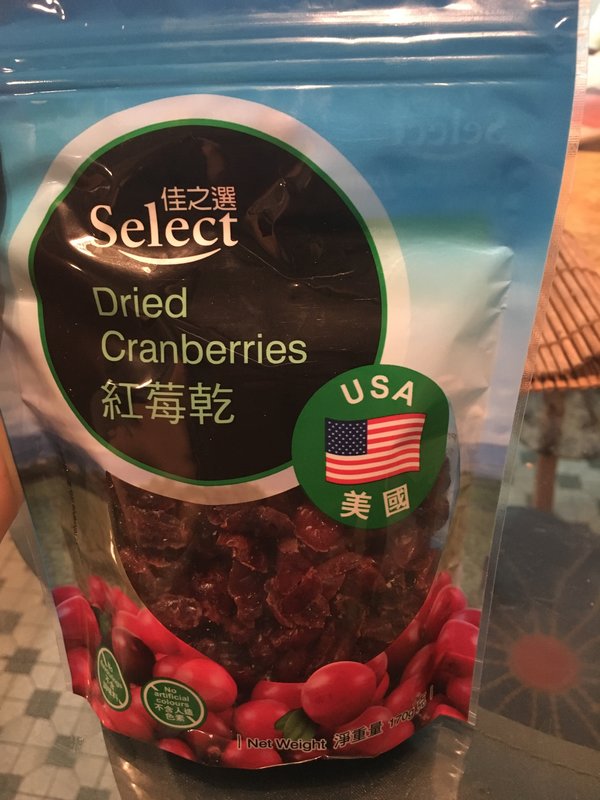 佳之選
Select
Dried
Cranberries
紅莓乾
USA
美國
No
artificial
colours
不含人造
色素
Net Weight 淨重量 170g